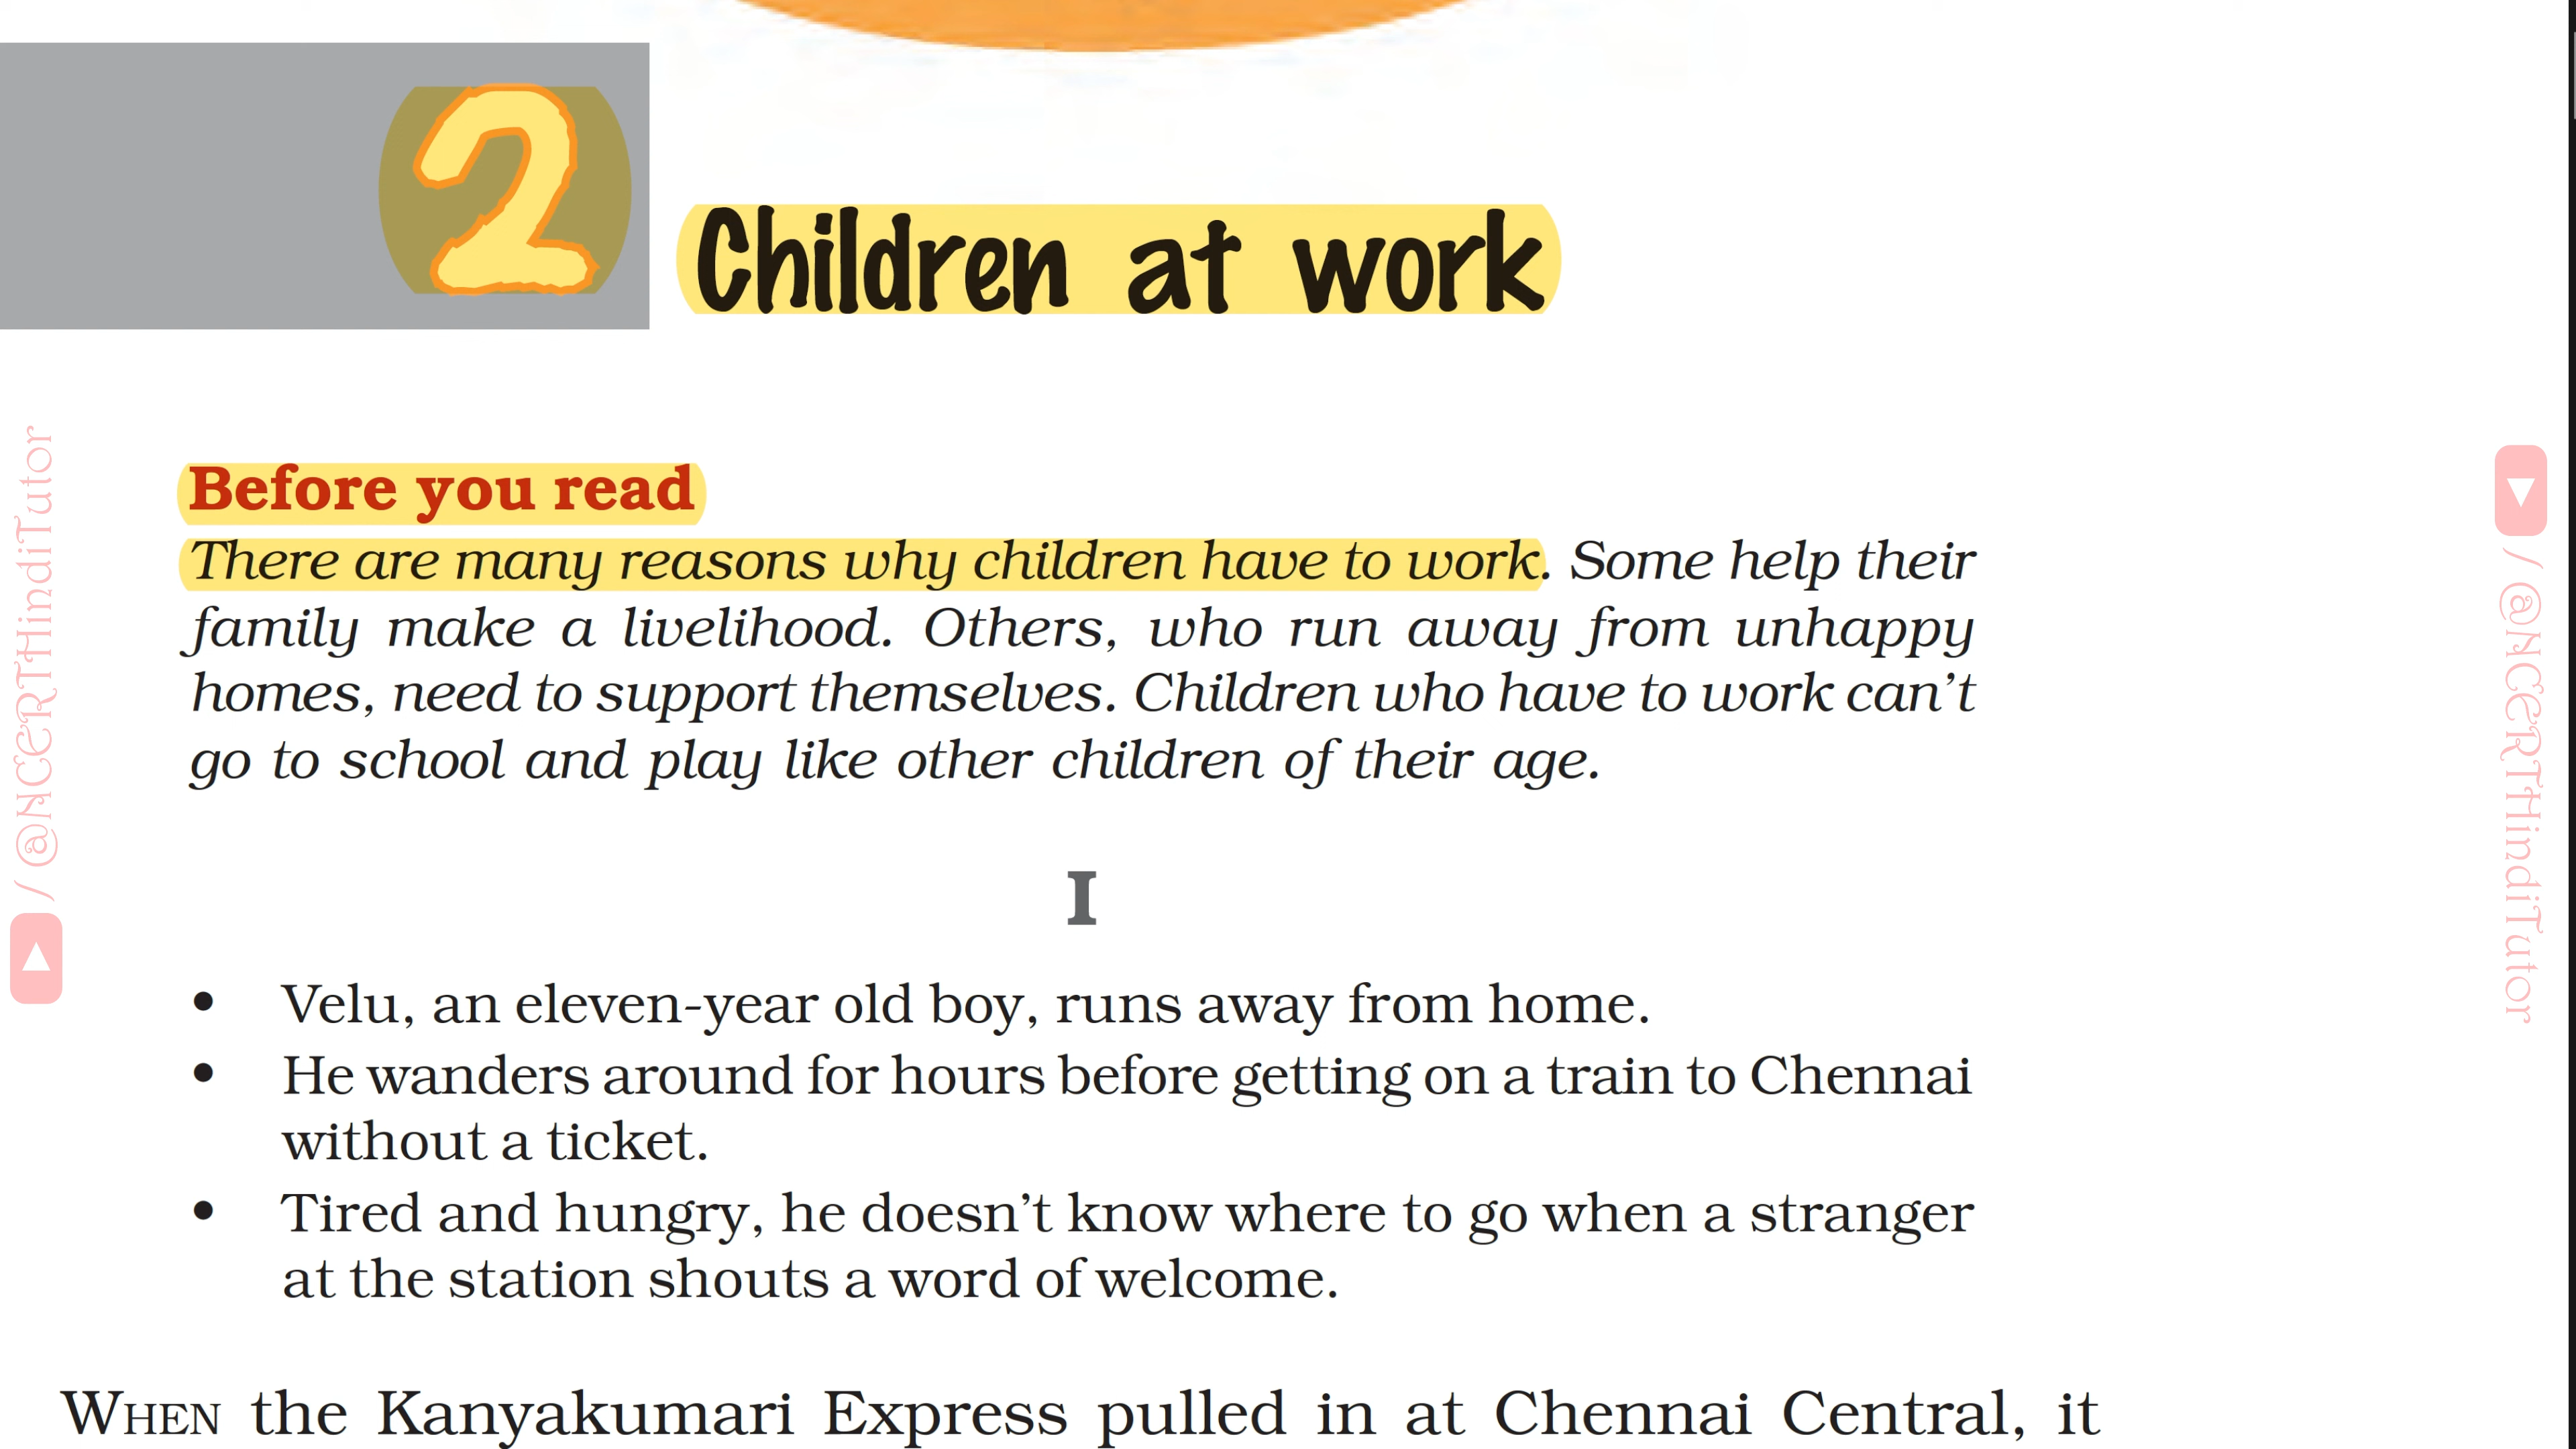 2
Children at work
Before you read
There are many reasons why children have to work. Some help their
family make a livelihood. Others, who run away from unhappy
homes, need to support themselves. Children who have to work can't
go to school and play like other children of their age.
I
• Velu, an eleven-year old boy, runs away from home.
• He wanders around for hours before getting on a train to Chennai
without a ticket.
• Tired and hungry, he doesn't know where to go when a stranger
at the station shouts a word of welcome.
WHEN the Kanyakumari Express pulled in at Chennai Central, it
/ @NCERTHindiTutor
/ @NCERTHindiTutor